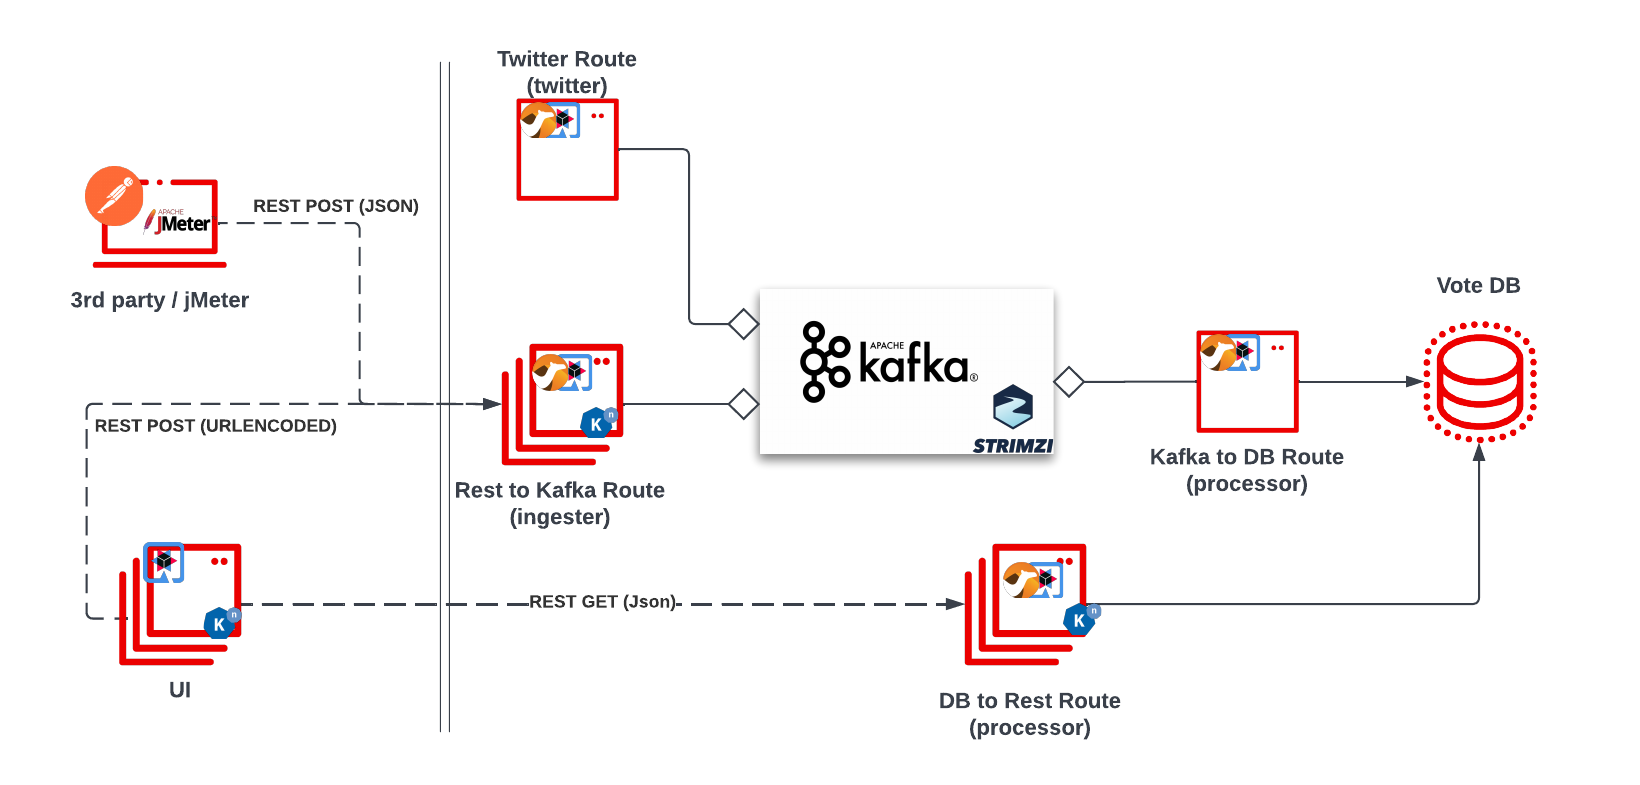 Twitter Route
(twitter)
REST POST (JSON)
APACHE
JMeter
3rd party / jMeter
Vote DB
APACHE
kafka®
STRIMZI
REST POST (URLENCODED)
K n
Rest to Kafka Route
(ingester)
Kafka to DB Route
(processor)
K n
REST GET (Json)
K n
UI
DB to Rest Route
(processor)